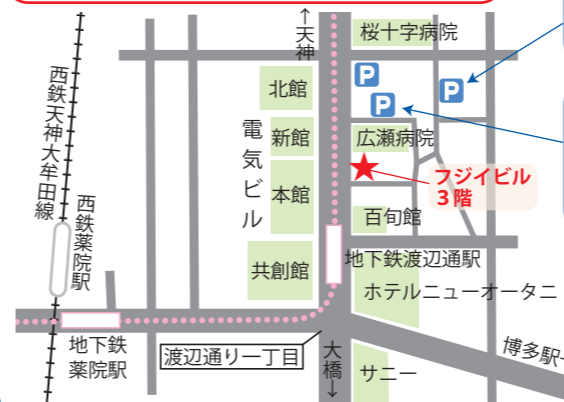 ↑天神
桜十字病院
P
P
P
北館
新館
本館
共創館
電気ビル
広瀬病院
フジイビル
3階
百旬館
地下鉄渡辺通駅
ホテルニューオータニ
西鉄天神大牟田線
西鉄薬院駅
地下鉄
薬院駅
渡辺通り一丁目
大橋↓
サニー
博多駅→